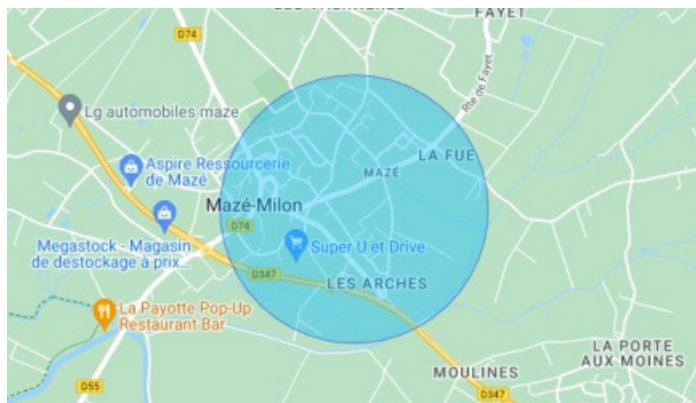 FAYET
D74
Rte de Fayet
Lg automobiles maze
LA FUE
Aspire Ressourcerie
de Mazé
MAZÉ
Mazé-Milon
D74
Megastock - Magasin
de destockage à prix...
Super U et Drive
D347
LES ARCHES
La Payotte Pop-Up
Restaurant Bar
LA PORTE
AUX MOINES
MOULINES
D55
D347